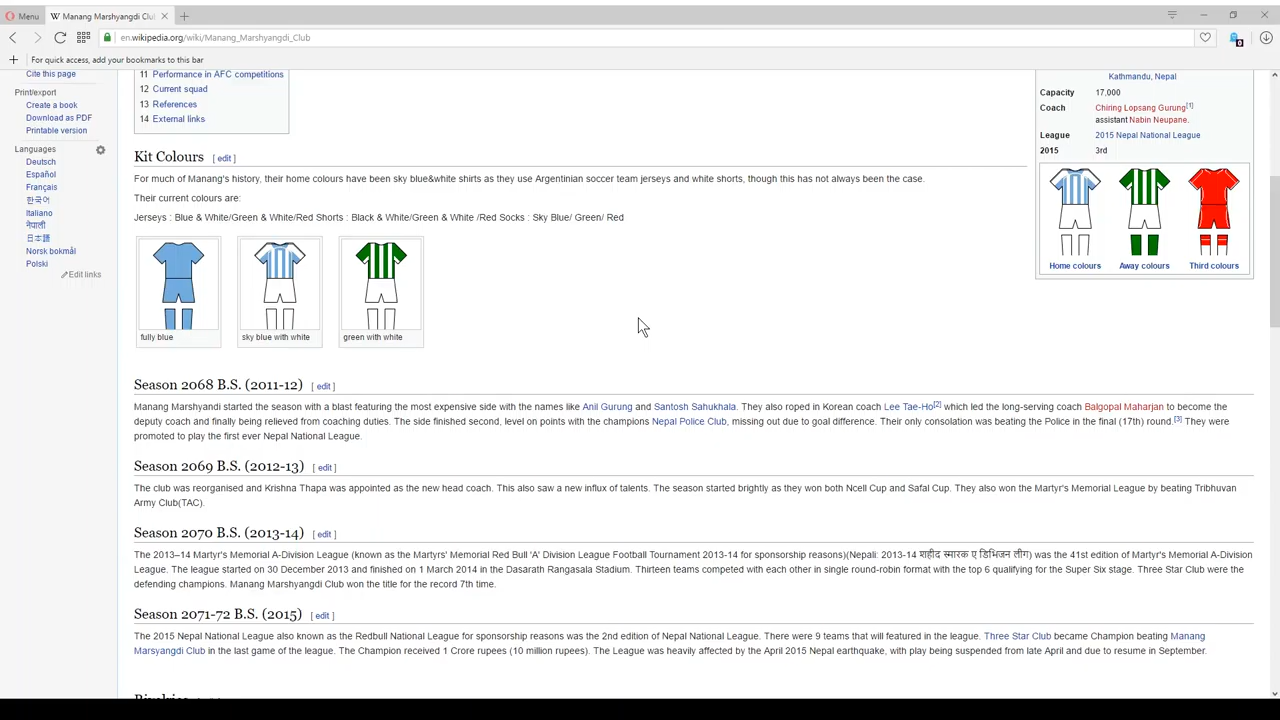 Menu
Manang Marshyangdi Clu
en.wikipedia.org/wiki/Manang_Marshyangdi_Club
0
For quick access, add your bookmarks to this bar
Cite this page
Print/export
Create a book
Download as PDF
Printable version
Languages
Deutsch
Español
Français
한국어
Italiano
नेपाली
日本語
Norsk bokmål
Polski
Edit links
11 Performance in AFC competitions
12 Current squad
13 References
14 External links
Kit Colours [ edit ]
For much of Manang's history, their home colours have been sky blue&white shirts as they use Argentinian soccer team jerseys and white shorts, though this has not always been the case.
Their current colours are:
Jerseys : Blue & White/Green & White/Red Shorts : Black & White/Green & White /Red Socks : Sky Blue/ Green/ Red
fully blue
sky blue with white
green with white
Kathmandu, Nepal
Capacity 17,000
Coach Chiring Lopsang Gurung[1]
assistant Nabin Neupane.
League 2015 Nepal National League
2015 3rd
Home colours
Away colours
Third colours
Season 2068 B.S. (2011-12) [ edit ]
Manang Marshyandi started the season with a blast featuring the most expensive side with the names like Anil Gurung and Santosh Sahukhala. They also roped in Korean coach Lee Tae-Ho[2] which led the long-serving coach Balgopal Maharjan to become the
deputy coach and finally being relieved from coaching duties. The side finished second, level on points with the champions Nepal Police Club, missing out due to goal difference. Their only consolation was beating the Police in the final (17th) round.[3] They were
promoted to play the first ever Nepal National League.
Season 2069 B.S. (2012-13) [ edit ]
The club was reorganised and Krishna Thapa was appointed as the new head coach. This also saw a new influx of talents. The season started brightly as they won both Ncell Cup and Safal Cup. They also won the Martyr's Memorial League by beating Tribhuvan
Army Club(TAC).
Season 2070 B.S. (2013-14) [ edit ]
The 2013–14 Martyr's Memorial A-Division League (known as the Martyrs' Memorial Red Bull 'A' Division League Football Tournament 2013-14 for sponsorship reasons)(Nepali: 2013-14 शहीद स्मारक ए डिभिजन लीग) was the 41st edition of Martyr's Memorial A-Division
League. The league started on 30 December 2013 and finished on 1 March 2014 in the Dasarath Rangasala Stadium. Thirteen teams competed with each other in single round-robin format with the top 6 qualifying for the Super Six stage. Three Star Club were the
defending champions. Manang Marshyangdi Club won the title for the record 7th time.
Season 2071-72 B.S. (2015) [ edit ]
The 2015 Nepal National League also known as the Redbull National League for sponsorship reasons was the 2nd edition of Nepal National League. There were 9 teams that will featured in the league. Three Star Club became Champion beating Manang
Marsyangdi Club in the last game of the league. The Champion received 1 Crore rupees (10 million rupees). The League was heavily affected by the April 2015 Nepal earthquake, with play being suspended from late April and due to resume in September.